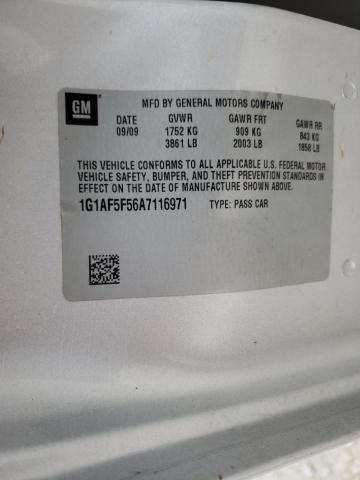 GM
MFD BY GENERAL MOTORS COMPANY
DATE GVWR GAWR FRT GAWR RR
09/09 1752 KG 909 KG 843 KG
3861 LB 2003 LB 1858 LB
THIS VEHICLE CONFORMS TO ALL APPLICABLE U.S. FEDERAL MOTOR
VEHICLE SAFETY, BUMPER, AND THEFT PREVENTION STANDARDS IN
EFFECT ON THE DATE OF MANUFACTURE SHOWN ABOVE.
1G1AF5F56A7116971 TYPE: PASS CAR